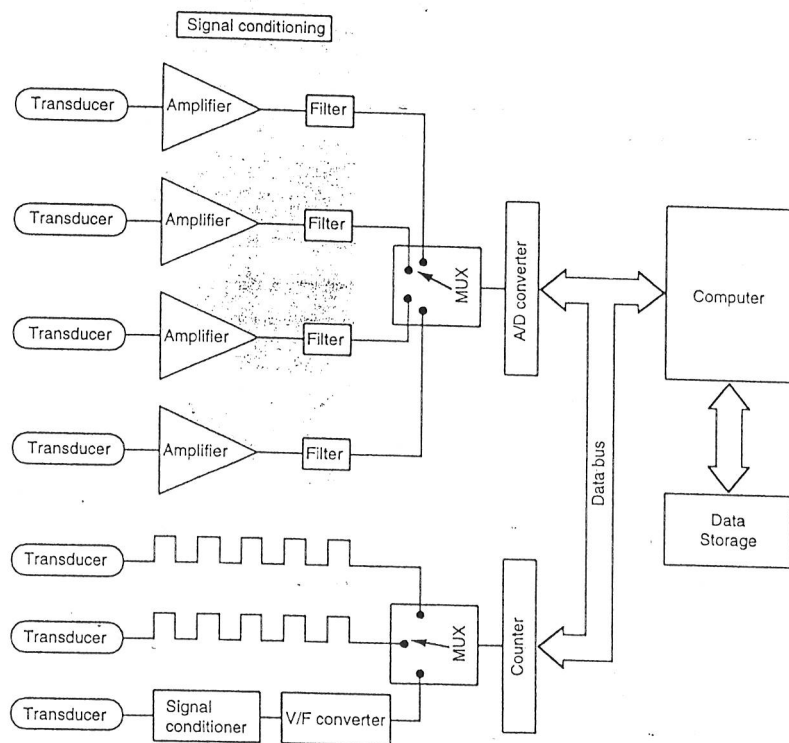 Signal conditioning
Transducer
Amplifier
Filter
Transducer
Amplifier
Filter
MUX
A/D converter
Computer
Transducer
Amplifier
Filter
Transducer
Amplifier
Filter
Data bus
Data
Storage
Transducer
Transducer
MUX
Counter
Transducer
Signal
conditioner
V/F converter